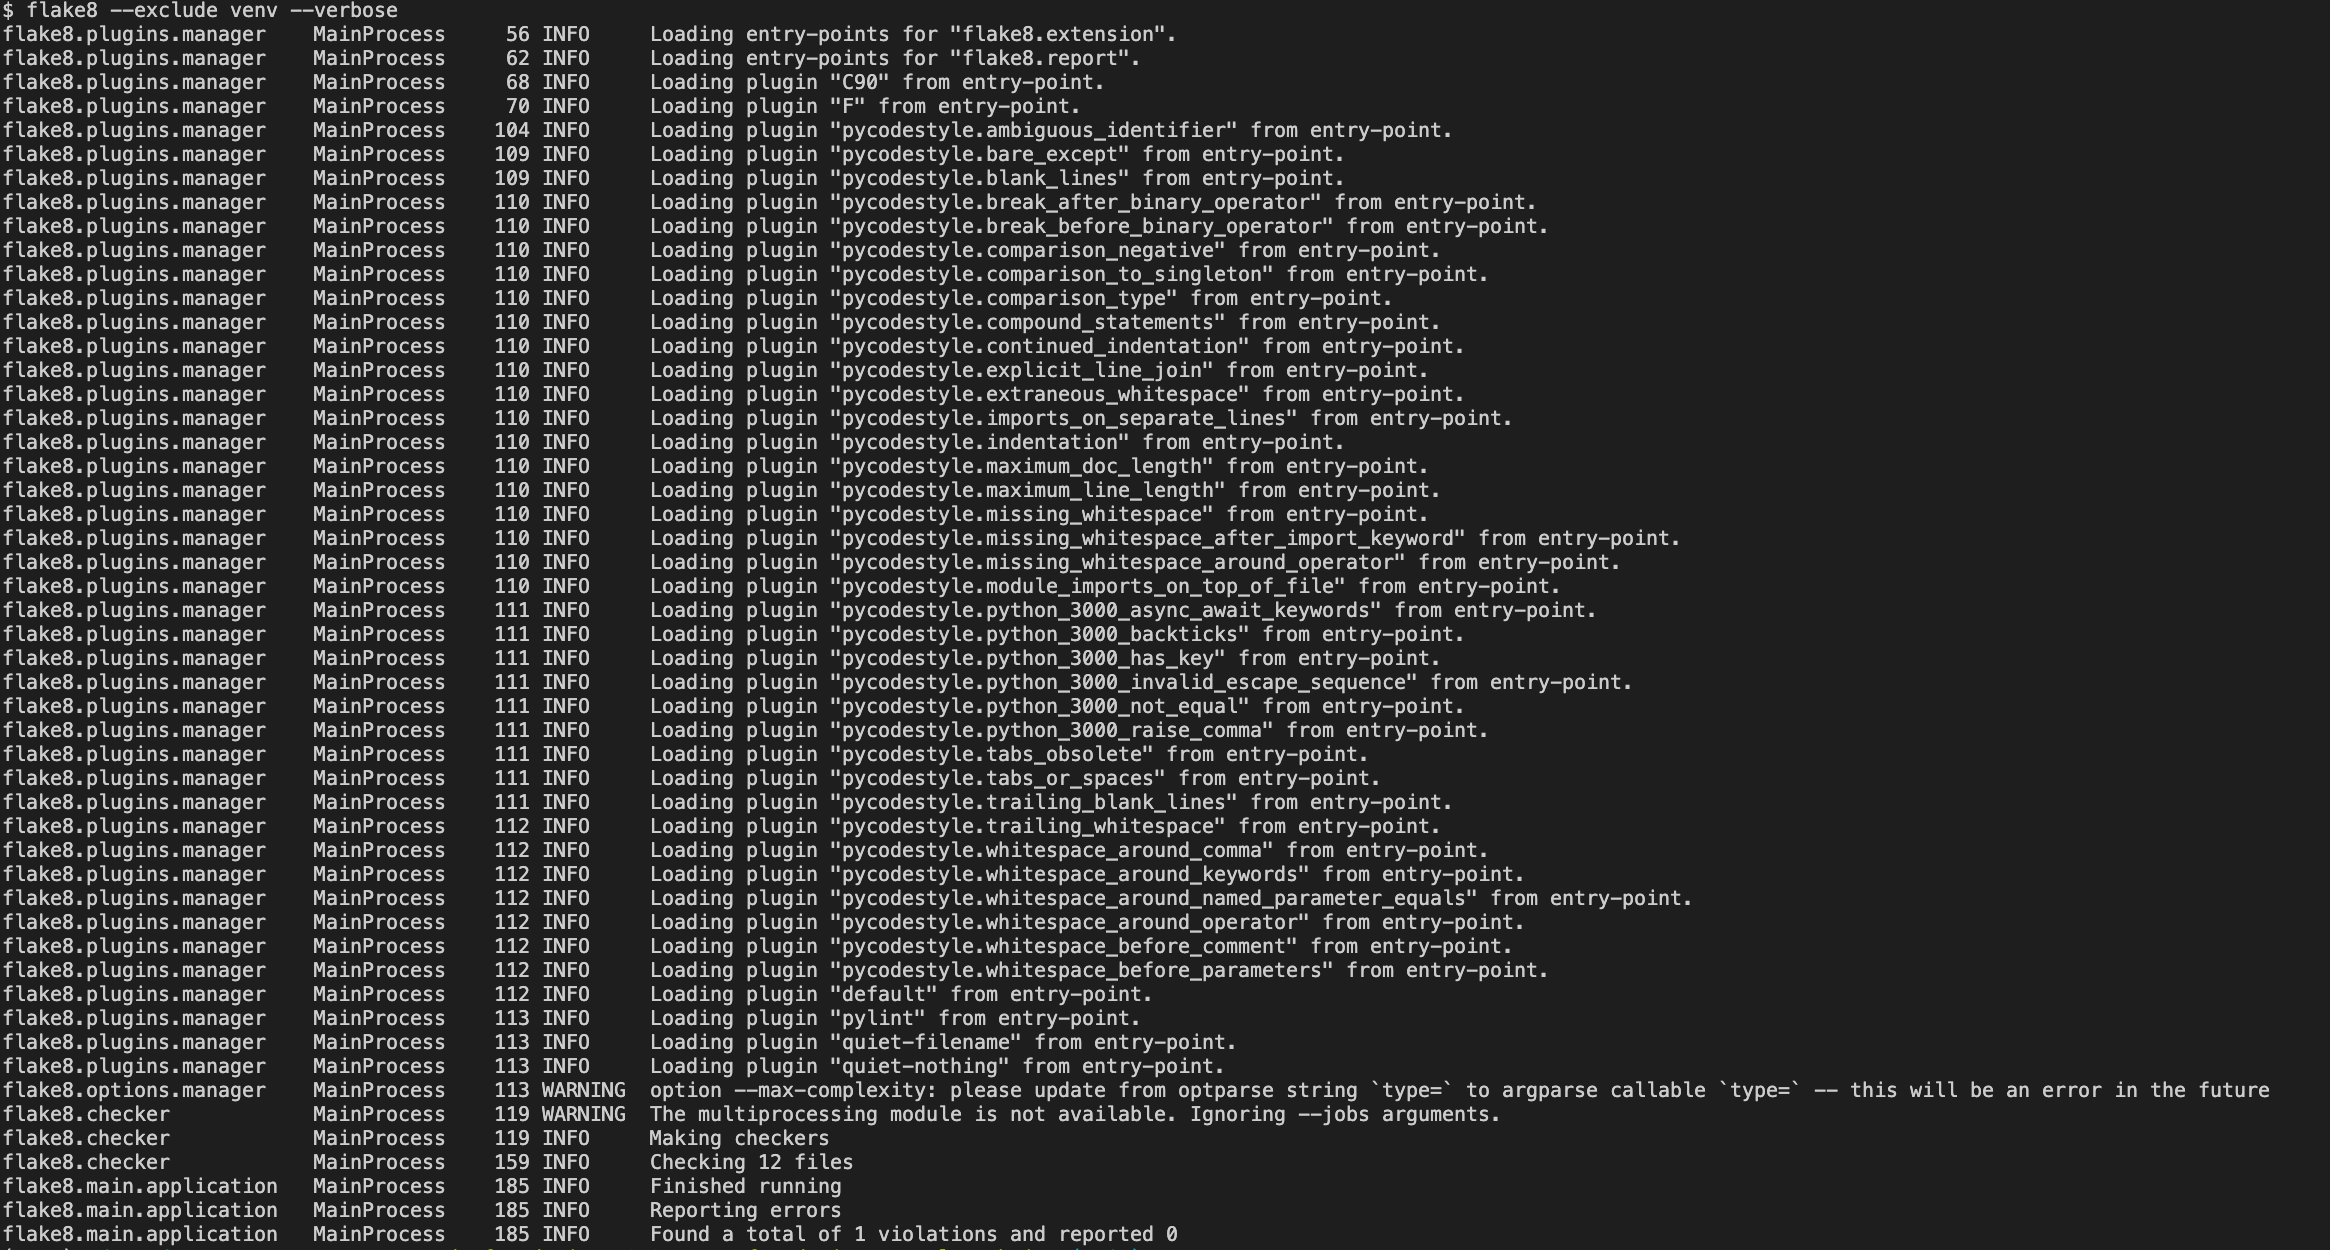 $ flake8 --exclude venv --verbose
flake8.plugins.manager    MainProcess     56 INFO     Loading entry-points for "flake8.extension".
flake8.plugins.manager    MainProcess     62 INFO     Loading entry-points for "flake8.report".
flake8.plugins.manager    MainProcess     68 INFO     Loading plugin "C90" from entry-point.
flake8.plugins.manager    MainProcess     70 INFO     Loading plugin "F" from entry-point.
flake8.plugins.manager    MainProcess    104 INFO     Loading plugin "pycodestyle.ambiguous_identifier" from entry-point.
flake8.plugins.manager    MainProcess    109 INFO     Loading plugin "pycodestyle.bare_except" from entry-point.
flake8.plugins.manager    MainProcess    109 INFO     Loading plugin "pycodestyle.blank_lines" from entry-point.
flake8.plugins.manager    MainProcess    110 INFO     Loading plugin "pycodestyle.break_after_binary_operator" from entry-point.
flake8.plugins.manager    MainProcess    110 INFO     Loading plugin "pycodestyle.break_before_binary_operator" from entry-point.
flake8.plugins.manager    MainProcess    110 INFO     Loading plugin "pycodestyle.comparison_negative" from entry-point.
flake8.plugins.manager    MainProcess    110 INFO     Loading plugin "pycodestyle.comparison_to_singleton" from entry-point.
flake8.plugins.manager    MainProcess    110 INFO     Loading plugin "pycodestyle.comparison_type" from entry-point.
flake8.plugins.manager    MainProcess    110 INFO     Loading plugin "pycodestyle.compound_statements" from entry-point.
flake8.plugins.manager    MainProcess    110 INFO     Loading plugin "pycodestyle.continued_indentation" from entry-point.
flake8.plugins.manager    MainProcess    110 INFO     Loading plugin "pycodestyle.explicit_line_join" from entry-point.
flake8.plugins.manager    MainProcess    110 INFO     Loading plugin "pycodestyle.extraneous_whitespace" from entry-point.
flake8.plugins.manager    MainProcess    110 INFO     Loading plugin "pycodestyle.imports_on_separate_lines" from entry-point.
flake8.plugins.manager    MainProcess    110 INFO     Loading plugin "pycodestyle.indentation" from entry-point.
flake8.plugins.manager    MainProcess    110 INFO     Loading plugin "pycodestyle.maximum_doc_length" from entry-point.
flake8.plugins.manager    MainProcess    110 INFO     Loading plugin "pycodestyle.maximum_line_length" from entry-point.
flake8.plugins.manager    MainProcess    110 INFO     Loading plugin "pycodestyle.missing_whitespace" from entry-point.
flake8.plugins.manager    MainProcess    110 INFO     Loading plugin "pycodestyle.missing_whitespace_after_import_keyword" from entry-point.
flake8.plugins.manager    MainProcess    110 INFO     Loading plugin "pycodestyle.missing_whitespace_around_operator" from entry-point.
flake8.plugins.manager    MainProcess    110 INFO     Loading plugin "pycodestyle.module_imports_on_top_of_file" from entry-point.
flake8.plugins.manager    MainProcess    111 INFO     Loading plugin "pycodestyle.python_3000_async_await_keywords" from entry-point.
flake8.plugins.manager    MainProcess    111 INFO     Loading plugin "pycodestyle.python_3000_backticks" from entry-point.
flake8.plugins.manager    MainProcess    111 INFO     Loading plugin "pycodestyle.python_3000_has_key" from entry-point.
flake8.plugins.manager    MainProcess    111 INFO     Loading plugin "pycodestyle.python_3000_invalid_escape_sequence" from entry-point.
flake8.plugins.manager    MainProcess    111 INFO     Loading plugin "pycodestyle.python_3000_not_equal" from entry-point.
flake8.plugins.manager    MainProcess    111 INFO     Loading plugin "pycodestyle.python_3000_raise_comma" from entry-point.
flake8.plugins.manager    MainProcess    111 INFO     Loading plugin "pycodestyle.tabs_obsolete" from entry-point.
flake8.plugins.manager    MainProcess    111 INFO     Loading plugin "pycodestyle.tabs_or_spaces" from entry-point.
flake8.plugins.manager    MainProcess    111 INFO     Loading plugin "pycodestyle.trailing_blank_lines" from entry-point.
flake8.plugins.manager    MainProcess    112 INFO     Loading plugin "pycodestyle.trailing_whitespace" from entry-point.
flake8.plugins.manager    MainProcess    112 INFO     Loading plugin "pycodestyle.whitespace_around_comma" from entry-point.
flake8.plugins.manager    MainProcess    112 INFO     Loading plugin "pycodestyle.whitespace_around_keywords" from entry-point.
flake8.plugins.manager    MainProcess    112 INFO     Loading plugin "pycodestyle.whitespace_around_named_parameter_equals" from entry-point.
flake8.plugins.manager    MainProcess    112 INFO     Loading plugin "pycodestyle.whitespace_around_operator" from entry-point.
flake8.plugins.manager    MainProcess    112 INFO     Loading plugin "pycodestyle.whitespace_before_comment" from entry-point.
flake8.plugins.manager    MainProcess    112 INFO     Loading plugin "pycodestyle.whitespace_before_parameters" from entry-point.
flake8.plugins.manager    MainProcess    112 INFO     Loading plugin "default" from entry-point.
flake8.plugins.manager    MainProcess    113 INFO     Loading plugin "pylint" from entry-point.
flake8.plugins.manager    MainProcess    113 INFO     Loading plugin "quiet-filename" from entry-point.
flake8.plugins.manager    MainProcess    113 INFO     Loading plugin "quiet-nothing" from entry-point.
flake8.options.manager    MainProcess    113 WARNING  option --max-complexity: please update from optparse string `type=` to argparse callable `type=` -- this will be an error in the future
flake8.checker            MainProcess    119 WARNING  The multiprocessing module is not available. Ignoring --jobs arguments.
flake8.checker            MainProcess    119 INFO     Making checkers
flake8.checker            MainProcess    159 INFO     Checking 12 files
flake8.main.application   MainProcess    185 INFO     Finished running
flake8.main.application   MainProcess    185 INFO     Reporting errors
flake8.main.application   MainProcess    185 INFO     Found a total of 1 violations and reported 0